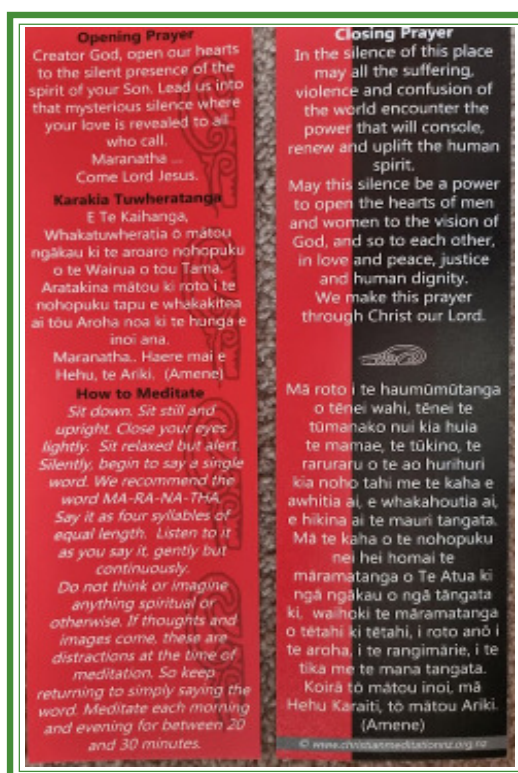 Opening Prayer
Creator God, open our hearts
to the silent presence of the
spirit of your Son. Lead us into
that mysterious silence where
your love is revealed to all
who call.
Maranatha ...
Come Lord Jesus.
Karakia Tuwheratanga
E Te Kaihanga,
Whakatuwheratia ō mātou
ngākau ki te aroaro nohopuku
o te Wairua o tou Tama.
Aratakina mātou ki roto i te
nohopuku tapu e whakakitea
ai tōu Aroha noa ki te hunga e
inoi ana.
Maranatha.. Haere mai e
Hehu, te Ariki. (Amene)
How to Meditate
Sit down. Sit still and
upright. Close your eyes
lightly. Sit relaxed but alert.
Silently, begin to say a single
word. We recommend the
word MA-RA-NA-THA.
Say it as four syllables of
equal length. Listen to it
as you say it, gently but
continuously.
Do not think or imagine
anything spiritual or
otherwise. If thoughts and
images come, these are
distractions at the time of
meditation. So keep
returning to simply saying the
word. Meditate each morning
and evening for between 20
and 30 minutes.
Closing Prayer
In the silence of this place
may all the suffering,
violence and confusion of
the world encounter the
power that will console,
renew and uplift the human
spirit.
May this silence be a power
to open the hearts of men
and women to the vision of
God, and so to each other,
in love and peace, justice
and human dignity.
We make this prayer
through Christ our Lord.
Mā roto i te haumūmūtanga
o tēnei wahi, tēnei te
tūmanako nui kia huia
te mamae, te tūkino, te
raruraru o te ao hurihuri
kia noho tahi me te kaha e
awhitia ai, e whakahoutia ai,
e hikina ai te mauri tangata.
Mā te kaha o te nohopuku
nei hei homai te
māramatanga o Te Atua ki
ngā ngākau o ngā tāngata
ki, waihoki te māramatanga
o tētahi ki tētahi, i roto anō i
te aroha, i te rangimārie, i te
tika me te mana tangata.
Koirā tō mātou inoi, mā
Hehu Karaiti, tō mātou Ariki.
(Amene)
© www.christianmeditationnz.org.nz